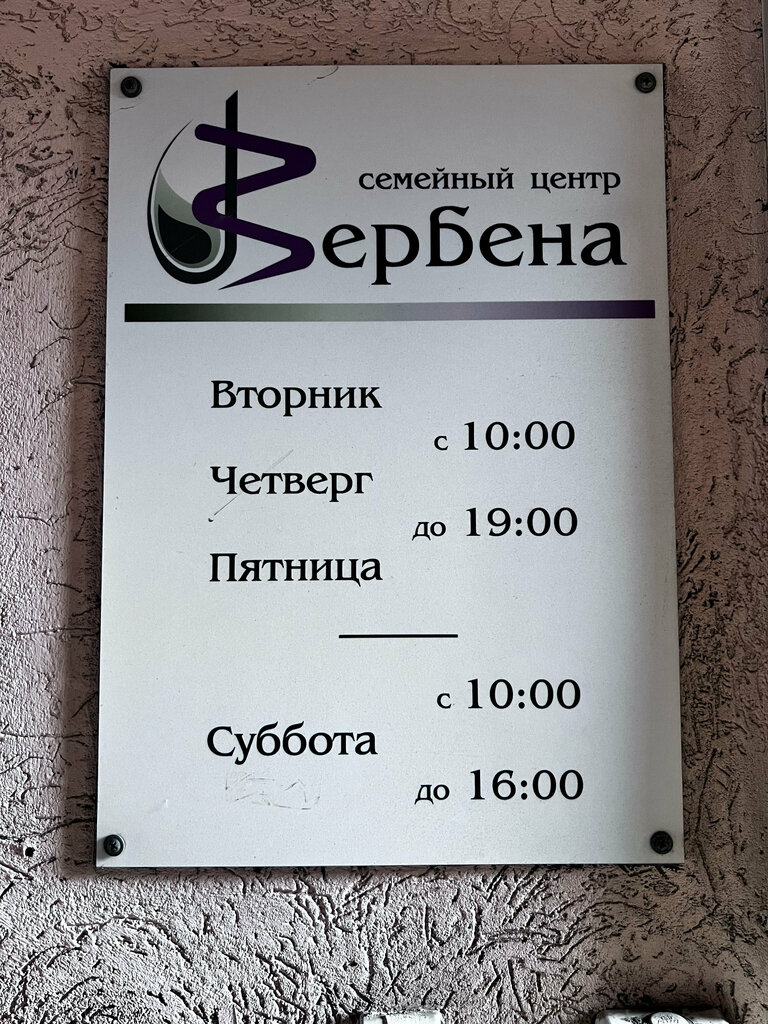 семейный центр
Вербена
Вторник
с 10:00
Четверг
до 19:00
Пятница
с 10:00
Суббота
до 16:00